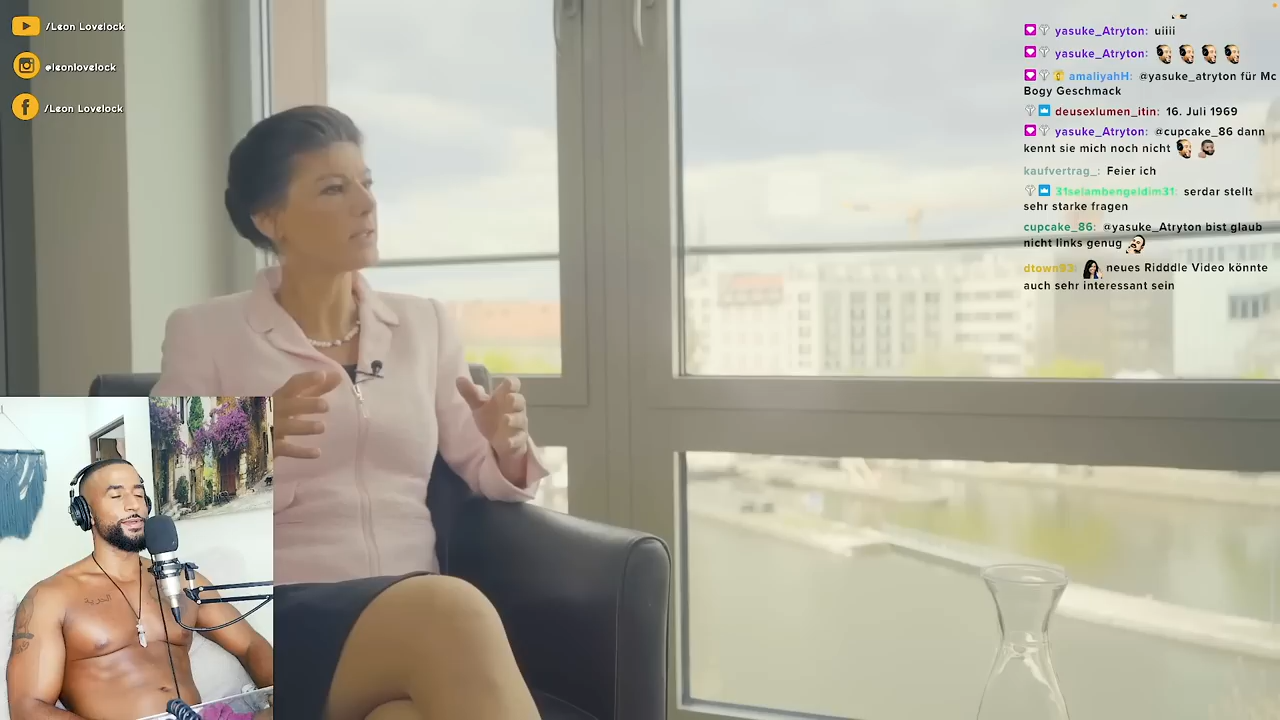 /Leon Lovelock
@leonlovelock
/Leon Lovelock
yasuke_Atryton: uiiii
yasuke_Atryton:
amaliyahH: @yasuke_atryton für Mc
Bogy Geschmack
deusexlumen_itin: 16. Juli 1969
yasuke_Atryton: @cupcake_86 dann
kennt sie mich noch nicht
kaufvertrag_: Feier ich
31selambengeldim31: serdar stellt
sehr starke fragen
cupcake_86: @yasuke_Atryton bist glaub
nicht links genug
dtown93: neues Ridddle Video könnte
auch sehr interessant sein